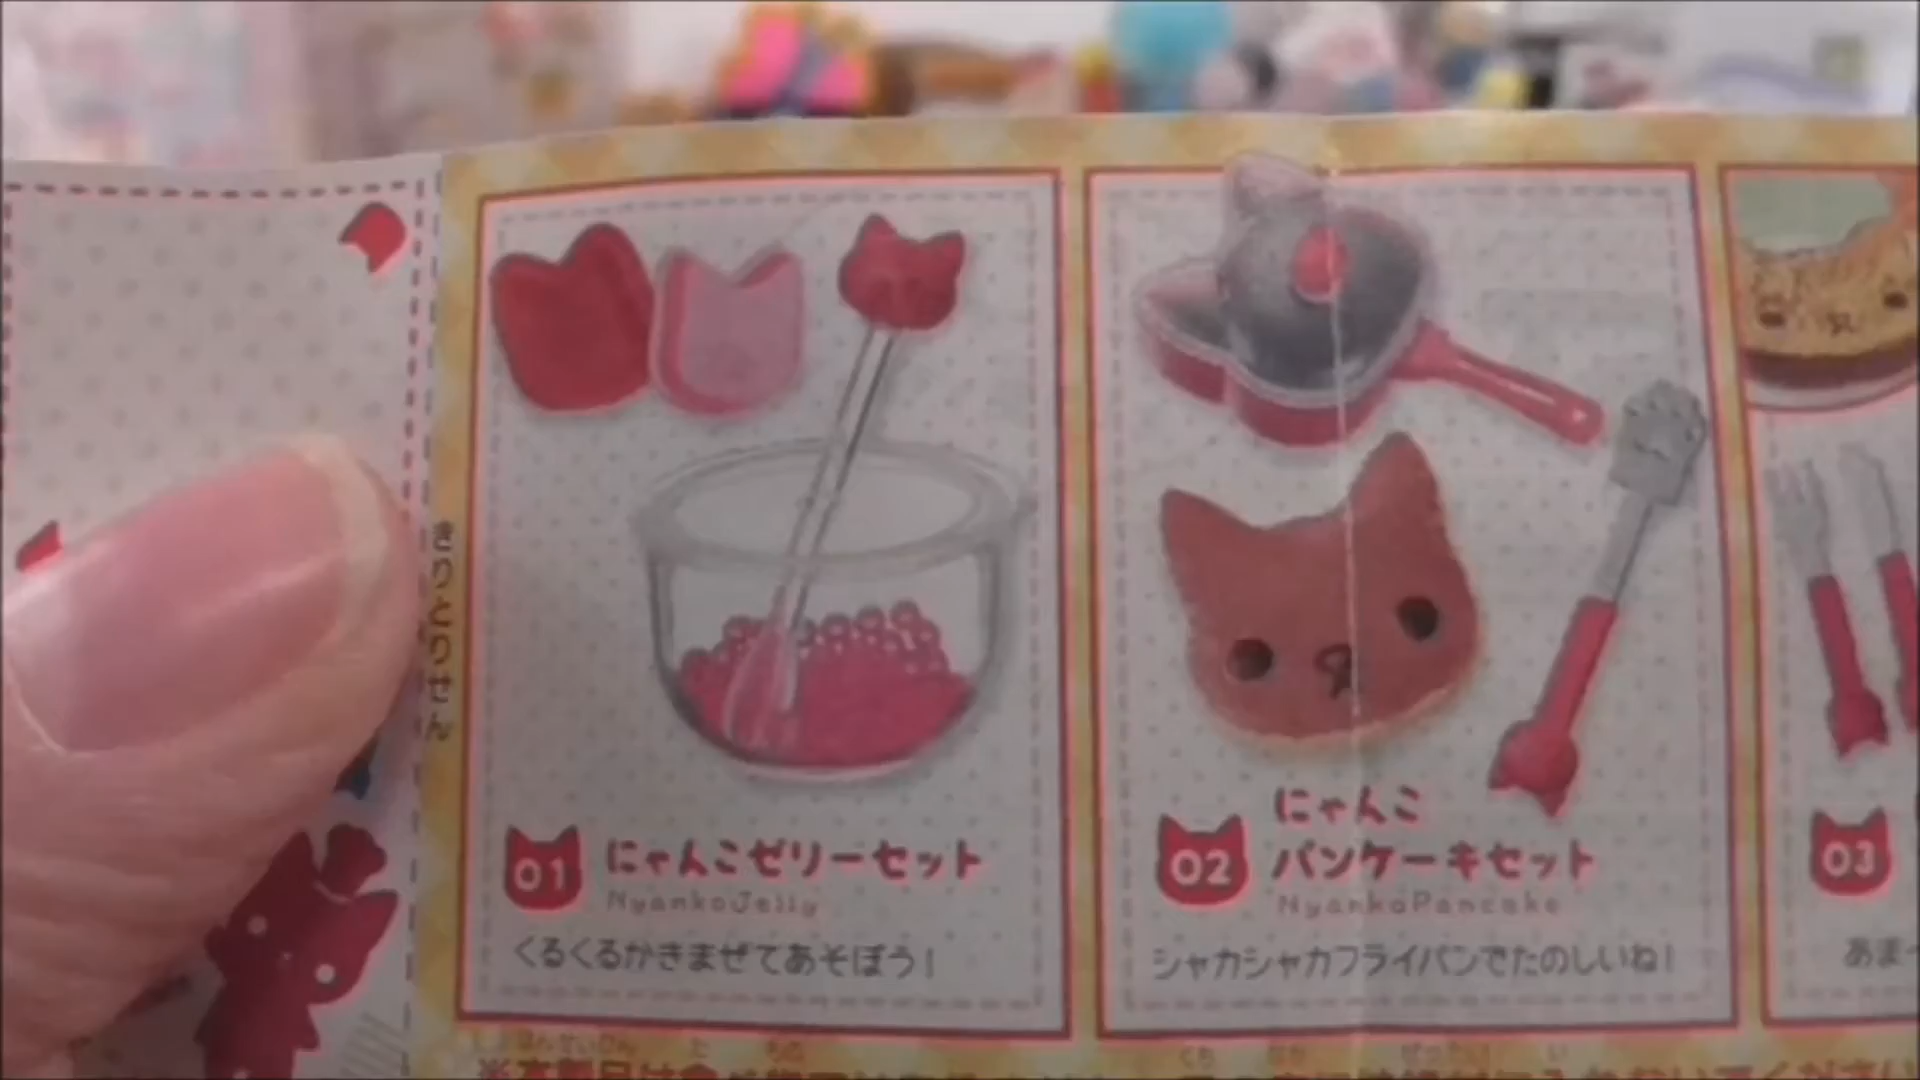 きりとりせん
01
にゃんこゼリーセット
NyankoJelly
くるくるかきまぜてあそぼう!
02
にゃんこ
パンケーキセット
NyankoPancake
シャカシャカフライパンでたのしいね!
03
あま